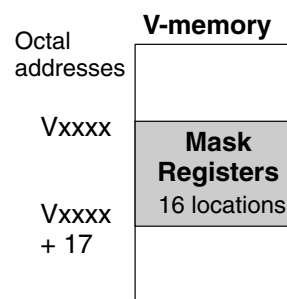 V-memory
Octal
addresses
Vxxxx
Mask
Registers
16 locations
Vxxxx
+ 17